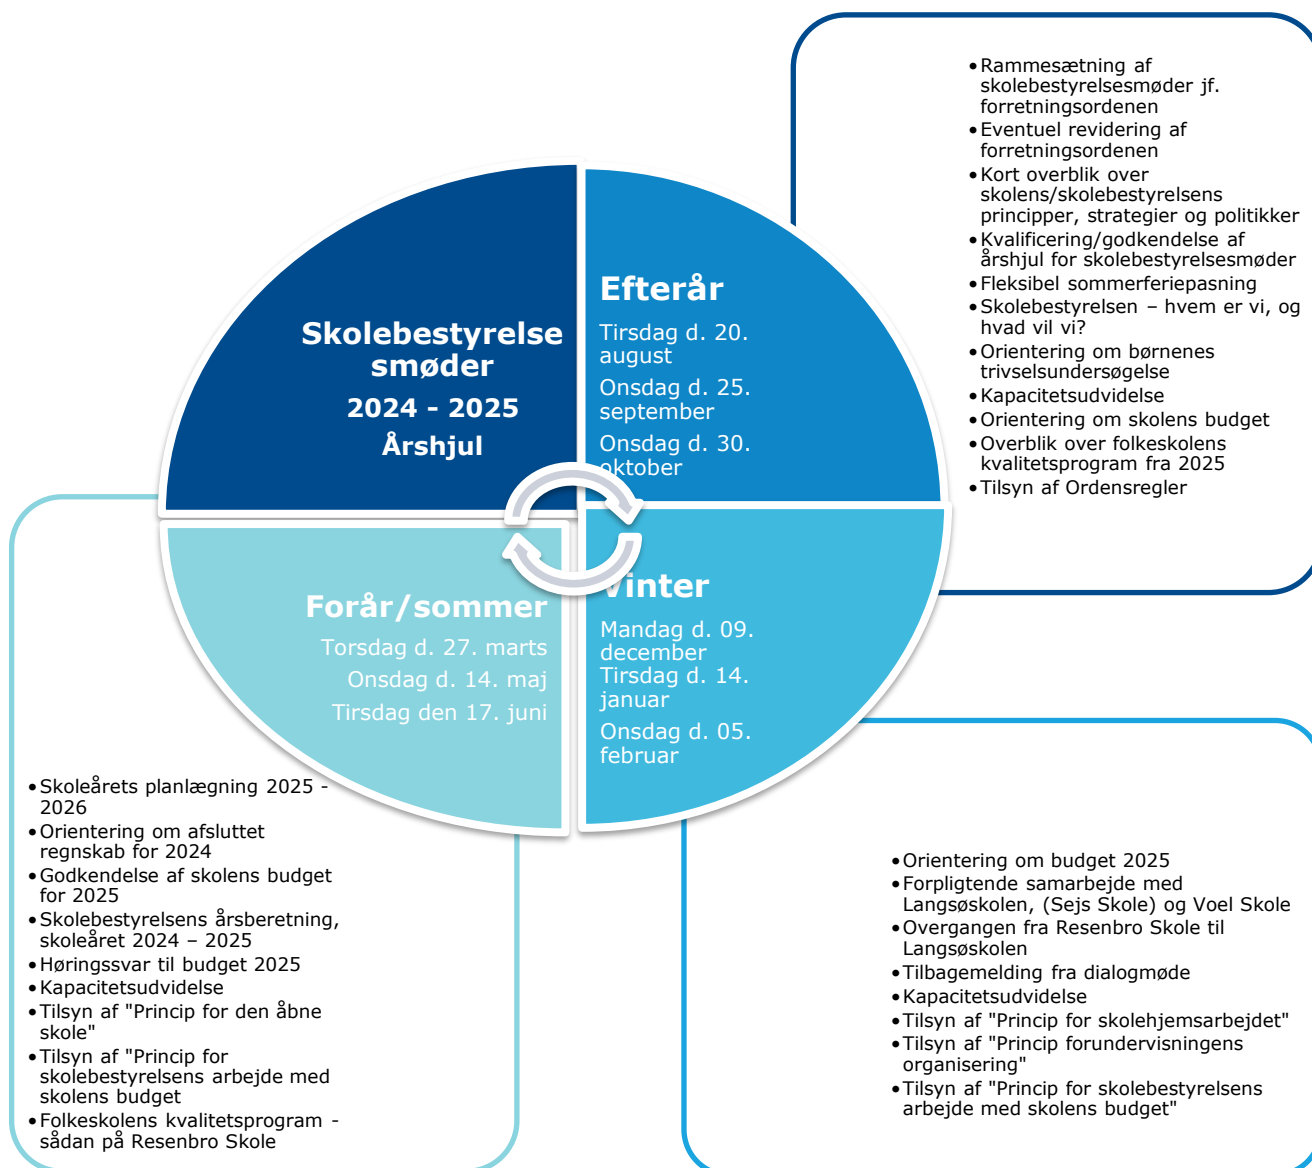 Skolebestyrelse
smøder
2024 - 2025
Årshjul
Efterår
Tirsdag d. 20.
august
Onsdag d. 25.
september
Onsdag d. 30.
oktober
•Rammesætning af
skolebestyrelsesmøder jf.
forretningsordenen
•Eventuel revidering af
forretningsordenen
•Kort overblik over
skolens/skolebestyrelsens
principper, strategier og politikker
•Kvalificering/godkendelse af
årshjul for skolebestyrelsesmøder
•Fleksibel sommerferiepasning
•Skolebestyrelsen – hvem er vi, og
hvad vil vi?
•Orientering om børnenes
trivselsundersøgelse
•Kapacitetsudvidelse
•Orientering om skolens budget
•Overblik over folkeskolens
kvalitetsprogram fra 2025
•Tilsyn af Ordensregler
Vinter
Mandag d. 09.
december
Tirsdag d. 14.
januar
Onsdag d. 05.
februar
•Orientering om budget 2025
•Forpligtende samarbejde med
Langsøskolen, (Sejs Skole) og Voel Skole
•Overgangen fra Resenbro Skole til
Langsøskolen
•Tilbagemelding fra dialogmøde
•Kapacitetsudvidelse
•Tilsyn af "Princip for skolehjemsarbejdet"
•Tilsyn af "Princip forundervisningens
organisering"
•Tilsyn af "Princip for skolebestyrelsens
arbejde med skolens budget"
Forår/sommer
Torsdag d. 27. marts
Onsdag d. 14. maj
Tirsdag den 17. juni
•Skoleårets planlægning 2025 -
2026
•Orientering om afsluttet
regnskab for 2024
•Godkendelse af skolens budget
for 2025
•Skolebestyrelsens årsberetning,
skoleåret 2024 – 2025
•Høringssvar til budget 2025
•Kapacitetsudvidelse
•Tilsyn af "Princip for den åbne
skole"
•Tilsyn af "Princip for
skolebestyrelsens arbejde med
skolens budget
•Folkeskolens kvalitetsprogram -
sådan på Resenbro Skole